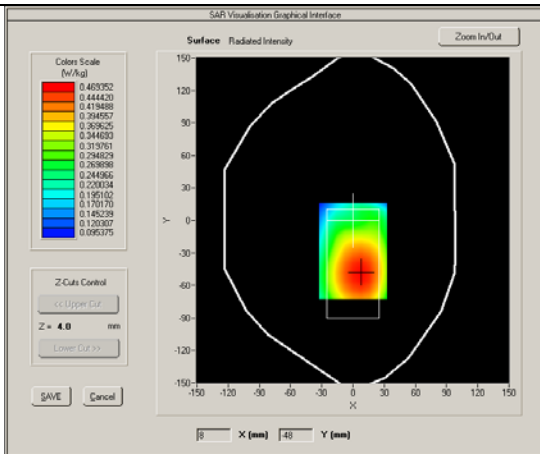 SAR Visualisation Graphical Interface
Surface Radiated Intensity
Zoom In/Out
Colors Scale
(W/kg)
0.469352
0.444420
0.419488
0.394557
0.369625
0.344693
0.319761
0.294829
0.269898
0.244966
0.220034
0.195102
0.170170
0.145239
0.120307
0.095375
Z-Cuts Control
<< Upper Cut
Z = 4.0 mm
Lower Cut >>
SAVE Cancel
150
120
90
60
30
0
-30
-60
-90
-120
-150
Y
-150 -120 -90 -60 -30 0 30 60 90 120 150
X
8 X (mm) -48 Y (mm)